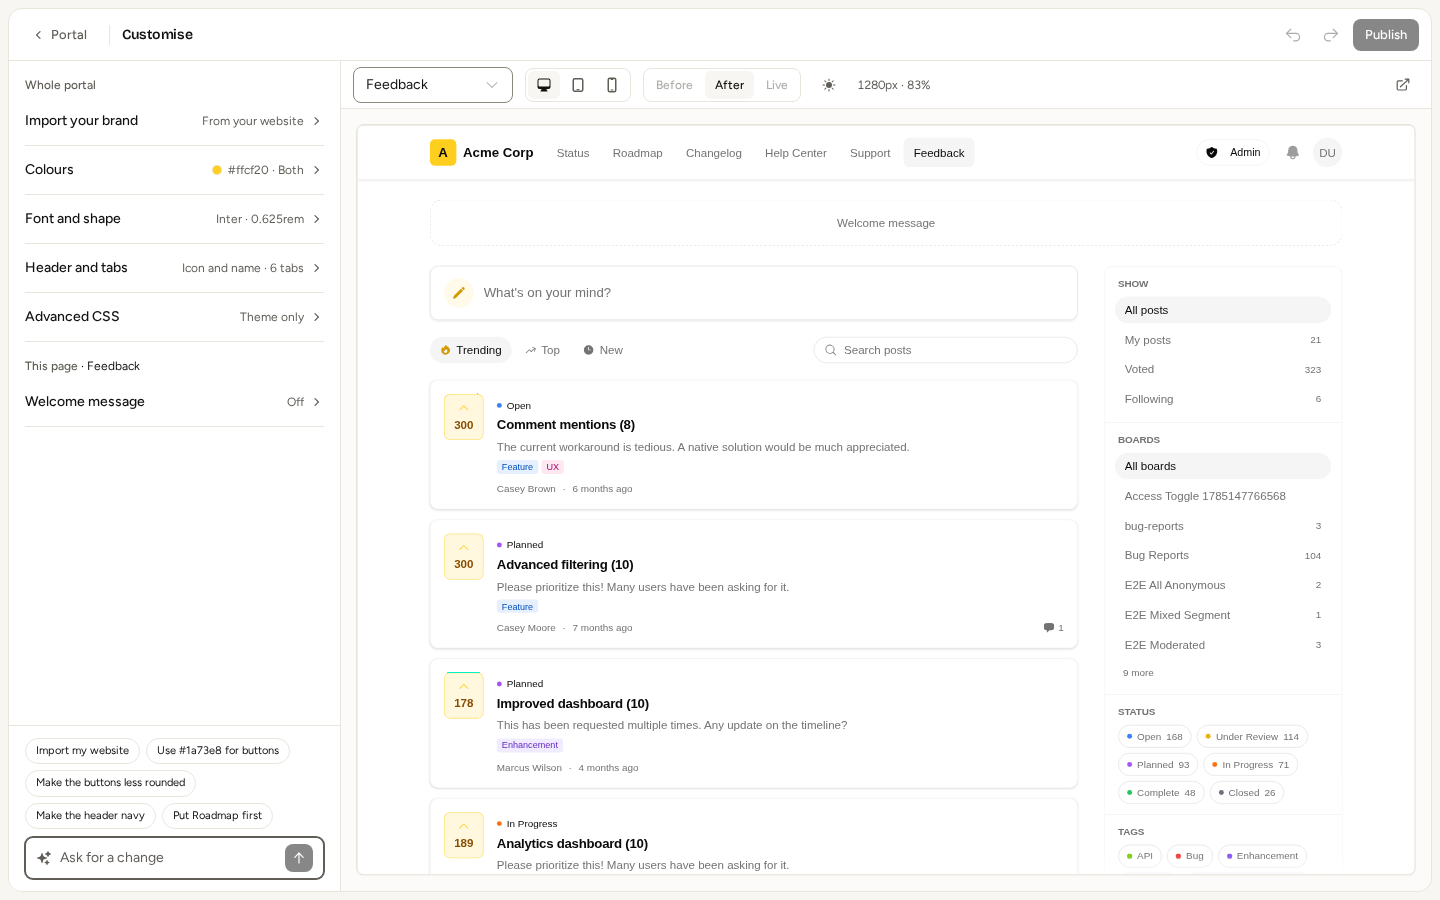 Portal
Customise
Publish
Whole portal
Import your brand From your website
Colours #ffcf20 · Both
Font and shape Inter · 0.625rem
Header and tabs Icon and name · 6 tabs
Advanced CSS Theme only
This page · Feedback
Welcome message Off
Import my website Use #1a73e8 for buttons
Make the buttons less rounded
Make the header navy Put Roadmap first
Ask for a change
Feedback Before After Live 1280px · 83%
A Acme Corp Status Roadmap Changelog Help Center Support Feedback Admin DU
Welcome message
What's on your mind?
Trending Top New Search posts
Open
300
Comment mentions (8)
The current workaround is tedious. A native solution would be much appreciated.
Feature UX
Casey Brown · 6 months ago
Planned
300
Advanced filtering (10)
Please prioritize this! Many users have been asking for it.
Feature
Casey Moore · 7 months ago 1
Planned
178
Improved dashboard (10)
This has been requested multiple times. Any update on the timeline?
Enhancement
Marcus Wilson · 4 months ago
In Progress
189
Analytics dashboard (10)
Please prioritize this! Many users have been asking for it.
SHOW
All posts
My posts 21
Voted 323
Following 6
BOARDS
All boards
Access Toggle 1785147766568
bug-reports 3
Bug Reports 104
E2E All Anonymous 2
E2E Mixed Segment 1
E2E Moderated 3
9 more
STATUS
Open 168 Under Review 114
Planned 93 In Progress 71
Complete 48 Closed 26
TAGS
API Bug Enhancement